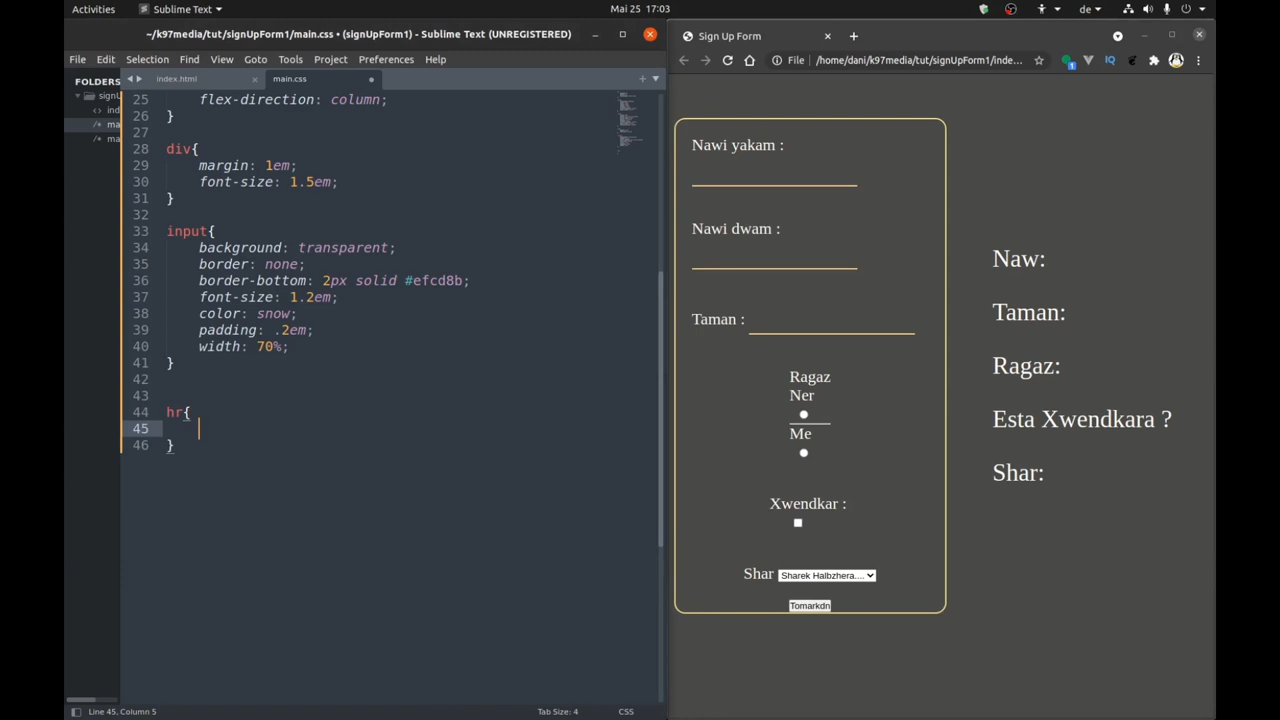 Activities
Sublime Text
Mai 25 17:03
de
~/k97media/tut/signUpForm1/main.css • (signUpForm1) - Sublime Text (UNREGISTERED)
File Edit Selection Find View Goto Tools Project Preferences Help
FOLDERS
signU
ind
ma
ma
index.html
main.css
25 flex-direction: column;
26 }
27
28 div{
29 margin: 1em;
30 font-size: 1.5em;
31 }
32
33 input{
34 background: transparent;
35 border: none;
36 border-bottom: 2px solid #efcd8b;
37 font-size: 1.2em;
38 color: snow;
39 padding: .2em;
40 width: 70%;
41 }
42
43
44 hr{
45
46 }
Line 45, Column 5
Tab Size: 4
CSS
Sign Up Form
File /home/dani/k97media/tut/signUpForm1/inde...
1
IQ
Nawi yakam :
Nawi dwam :
Taman :
Ragaz
Ner
Me
Xwendkar :
Shar Sharek Halbzhera....
Tomarkdn
Naw:
Taman:
Ragaz:
Esta Xwendkara ?
Shar: